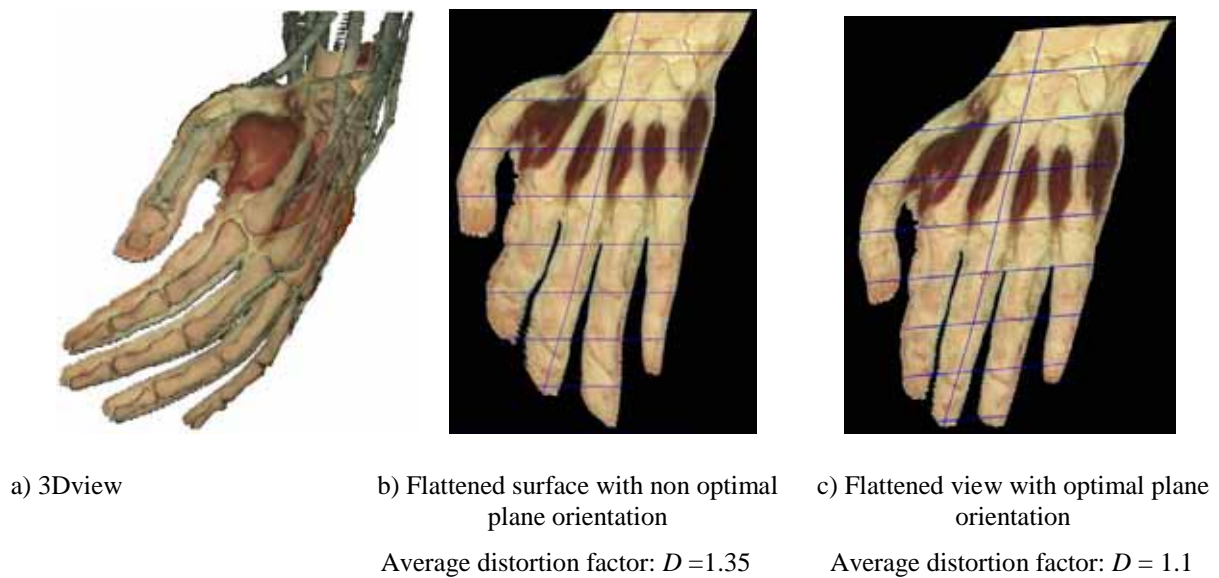 a) 3Dview
b) Flattened surface with non optimal
plane orientation
Average distortion factor: D =1.35
c) Flattened view with optimal plane
orientation
Average distortion factor: D = 1.1